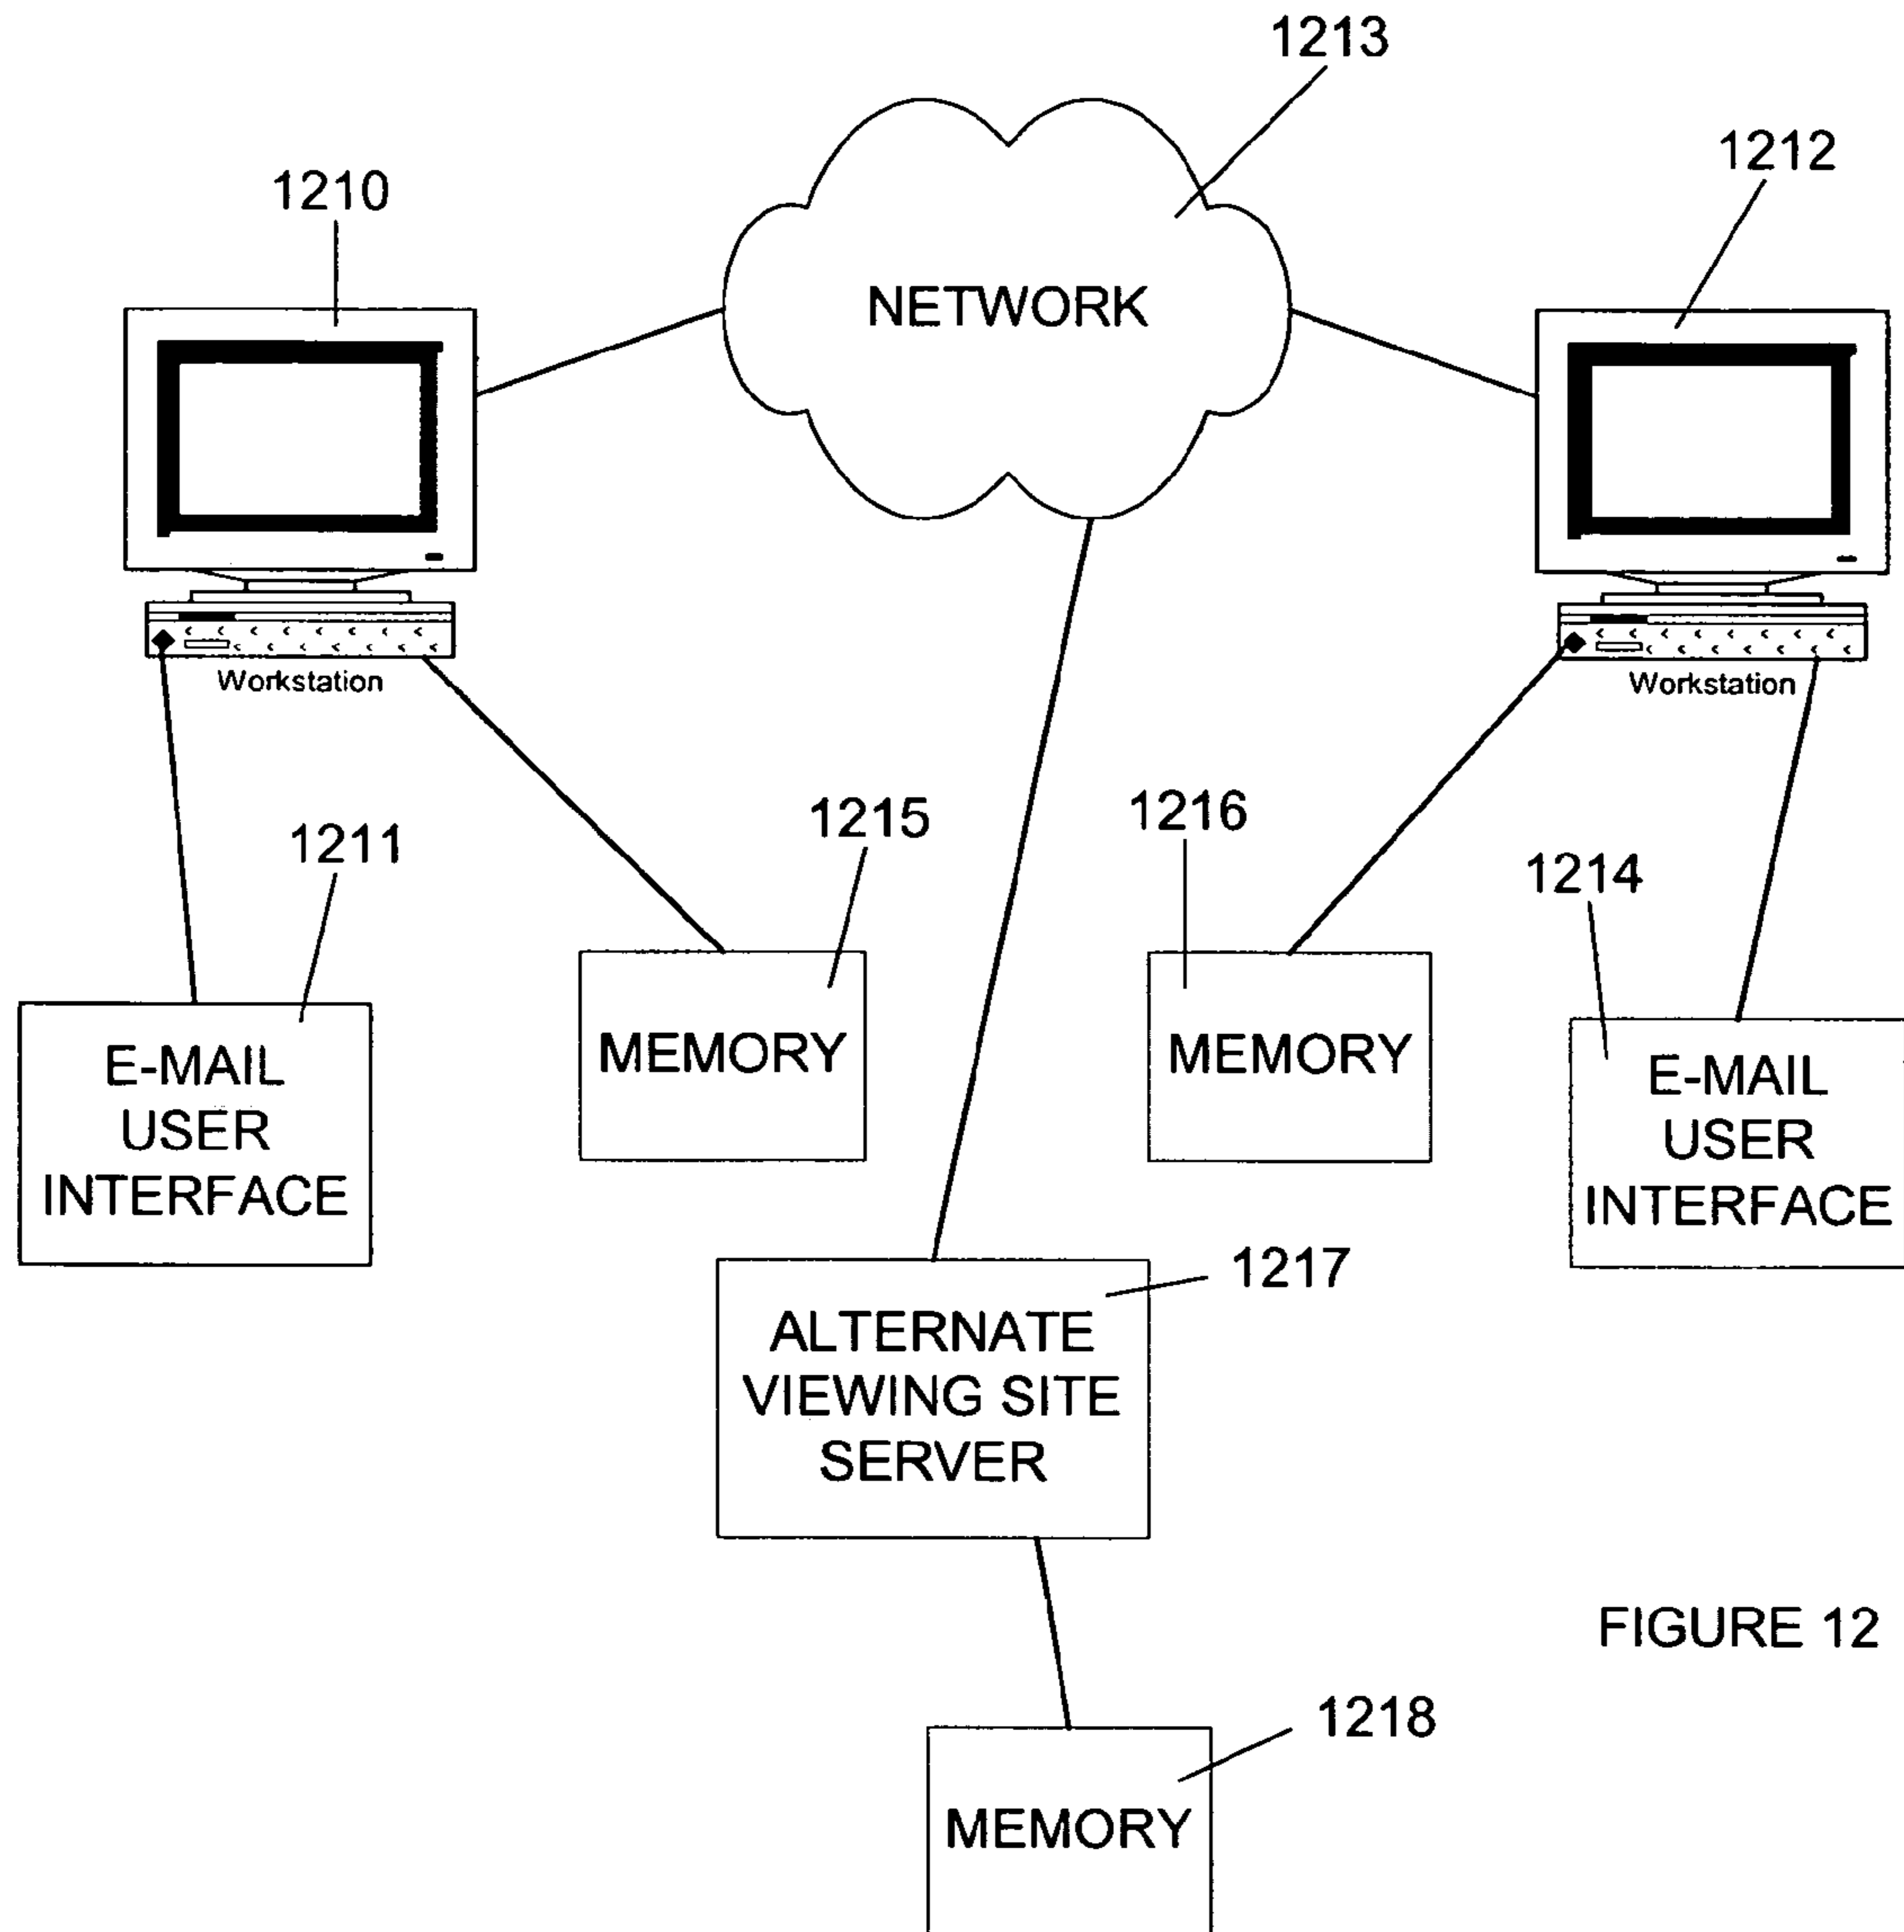 1213
1212
1210
NETWORK
Workstation
Workstation
1215
1216
1211
1214
MEMORY
MEMORY
E-MAIL
USER
INTERFACE
E-MAIL
USER
INTERFACE
1217
ALTERNATE
VIEWING SITE
SERVER
FIGURE 12
1218
MEMORY